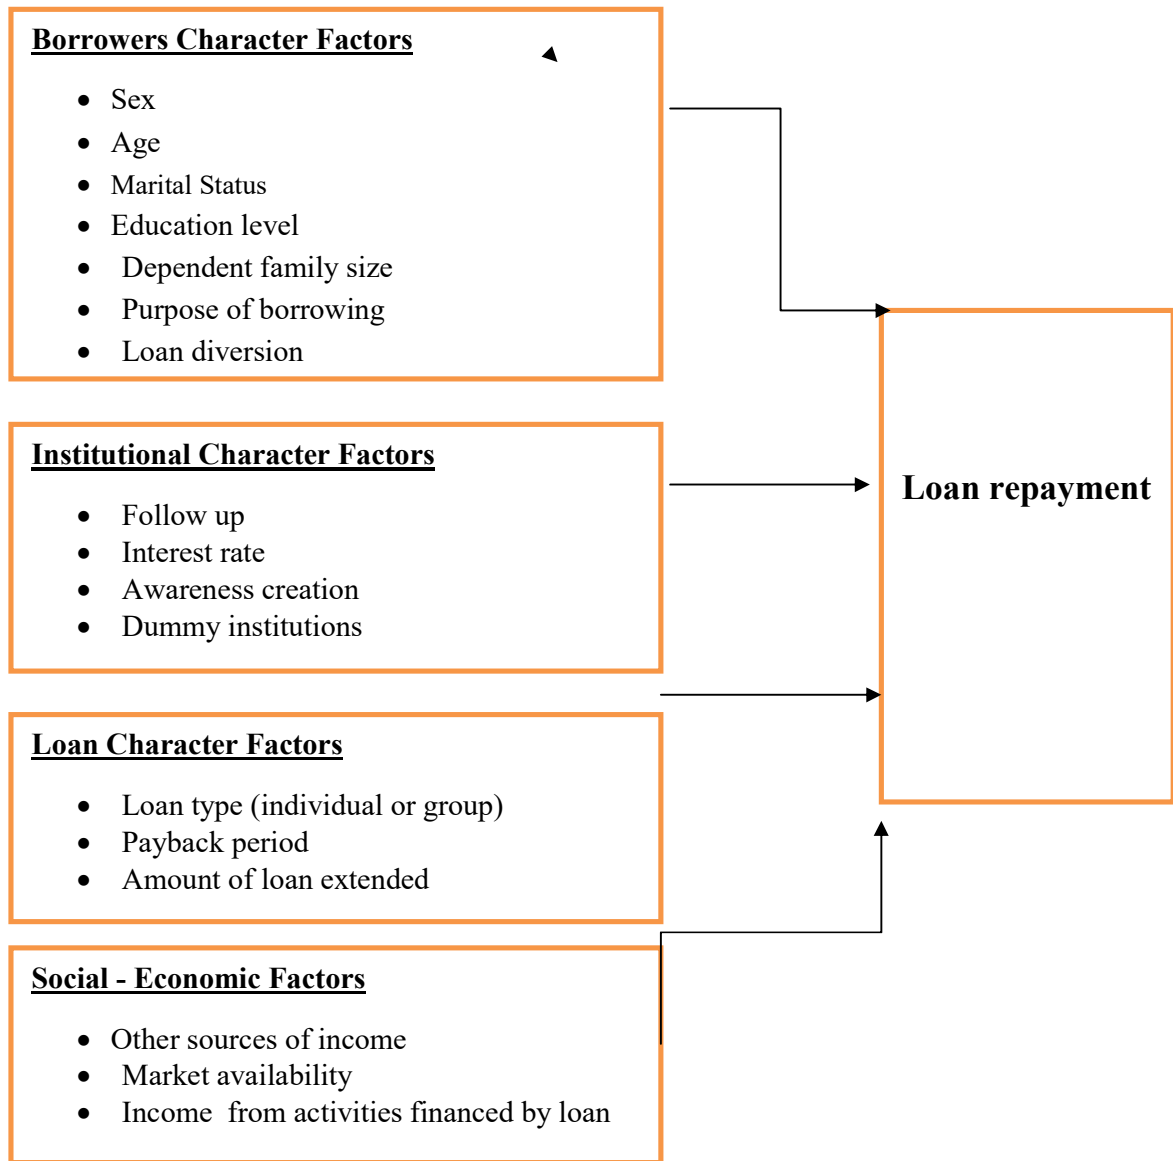 Borrowers Character Factors
• Sex
• Age
• Marital Status
• Education level
• Dependent family size
• Purpose of borrowing
• Loan diversion
Institutional Character Factors
• Follow up
• Interest rate
• Awareness creation
• Dummy institutions
Loan repayment
Loan Character Factors
• Loan type (individual or group)
• Payback period
• Amount of loan extended
Social - Economic Factors
• Other sources of income
• Market availability
• Income from activities financed by loan